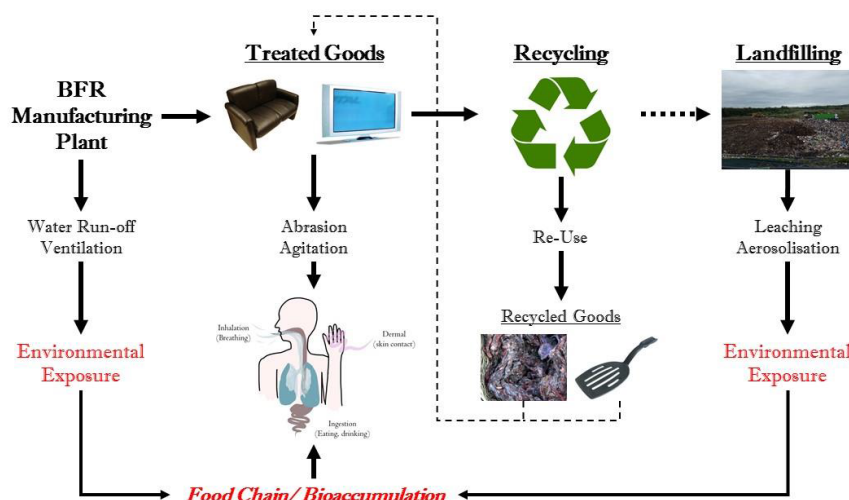 Treated Goods
Recycling
Landfilling
BFR
Manufacturing
Plant
Water Run-off
Ventilation
Abrasion
Agitation
Re-Use
Leaching
Aerosolisation
Inhalation
(Breathing)
Dermal
(skin contact)
Recycled Goods
Environmental
Exposure
Environmental
Exposure
Ingestion
(Eating, drinking)
Food Chain/ Bioaccumulation